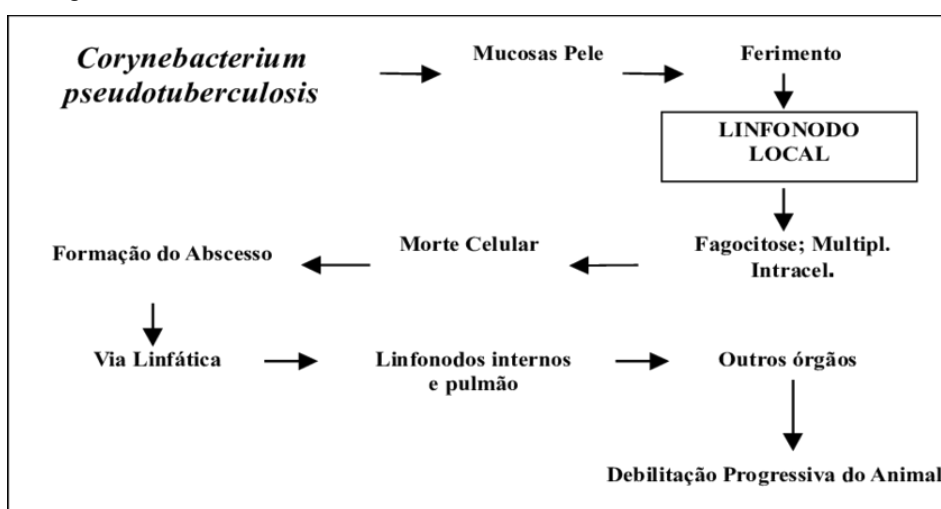 Corynebacterium
pseudotuberculosis
Mucosas Pele
Ferimento
LINFONODO
LOCAL
Fagocitose; Multipl.
Intracel.
Morte Celular
Formação do Abscesso
Via Linfática
Linfonodos internos
e pulmão
Outros órgãos
Debilitação Progressiva do Animal